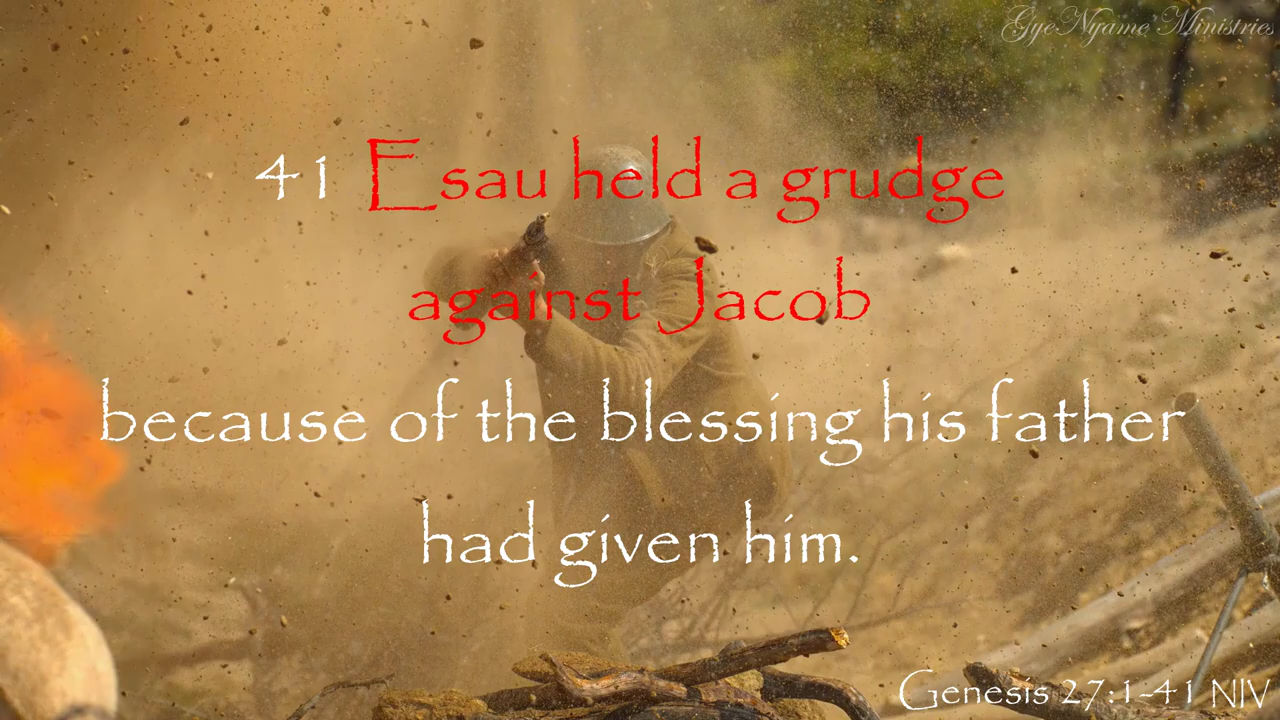 GyeNyame Ministries
41 Esau held a grudge
against Jacob
because of the blessing his father
had given him.
Genesis 27:1-41 NIV